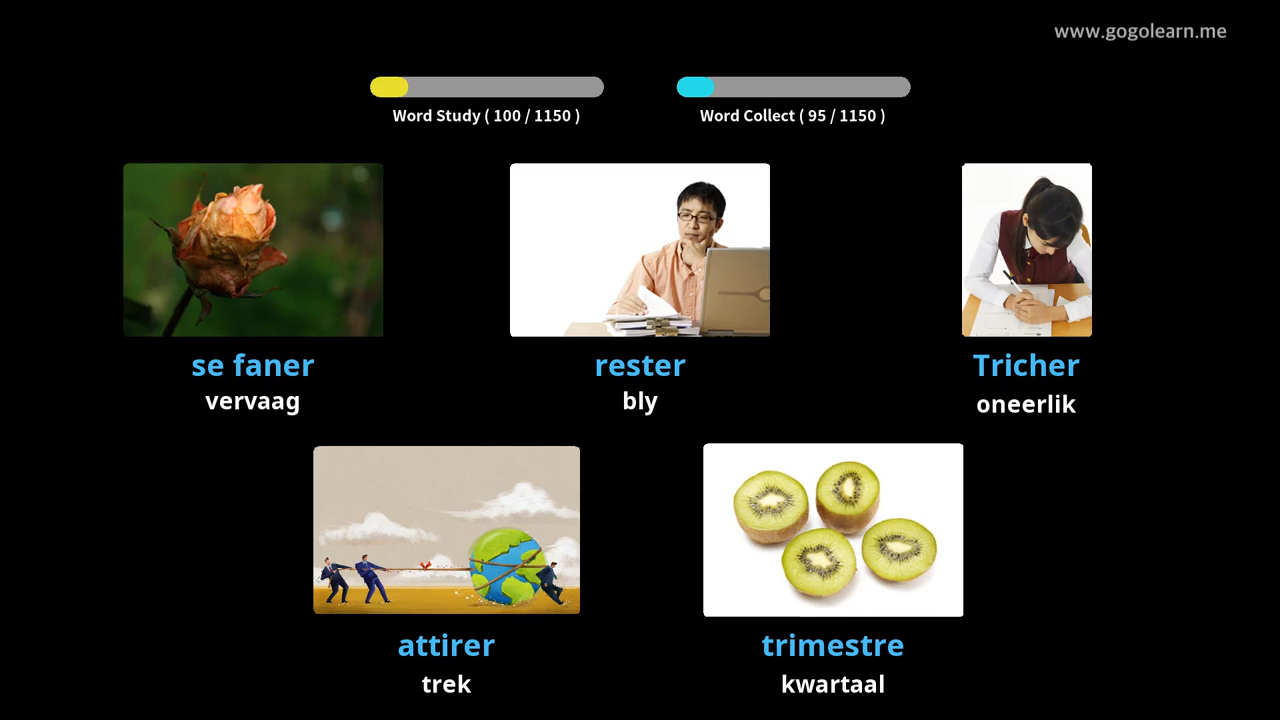 www.gogolearn.me
Word Study ( 100 / 1150 )
Word Collect ( 95 / 1150 )
se faner
vervaag
rester
bly
Tricher
oneerlik
attirer
trek
trimestre
kwartaal